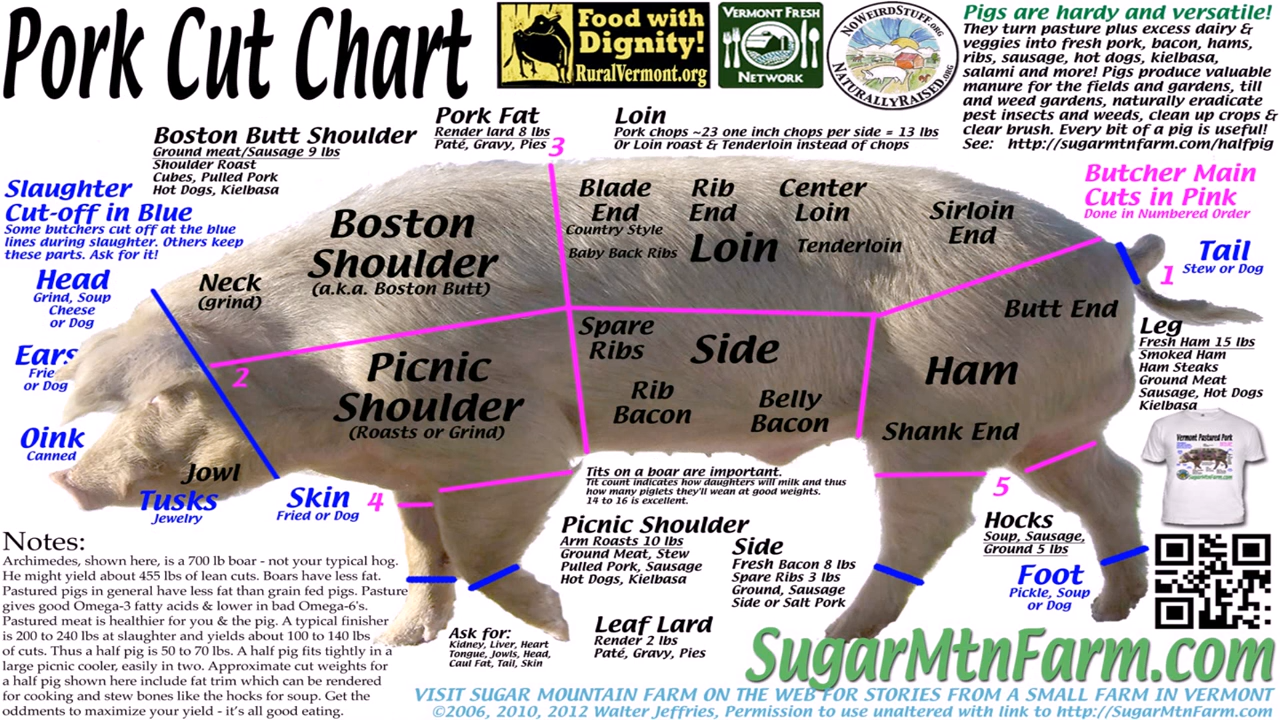 Pork Cut Chart
Food with
Dignity!
RuralVermont.org
VERMONT FRESH
NETWORK
NOWEIRDSTUFF.ORG
NATURALLYRAISED.ORG
Pigs are hardy and versatile!
They turn pasture plus excess dairy &
veggies into fresh pork, bacon, hams,
ribs, sausage, hot dogs, kielbasa,
salami and more! Pigs produce valuable
manure for the fields and gardens, till
and weed gardens, naturally eradicate
pest insects and weeds, clean up crops &
clear brush. Every bit of a pig is useful!
See: http://sugarmtnfarm.com/halfpig
Boston Butt Shoulder
Ground meat/Sausage 9 lbs
Shoulder Roast
Cubes, Pulled Pork
Hot Dogs, Kielbasa
Pork Fat
Render lard 8 lbs
Paté, Gravy, Pies
3
Loin
Pork chops ~23 one inch chops per side = 13 lbs
Or Loin roast & Tenderloin instead of chops
Butcher Main
Cuts in Pink
Done in Numbered Order
Slaughter
Cut-off in Blue
Some butchers cut off at the blue
lines during slaughter. Others keep
these parts. Ask for it!
Head
Grind, Soup
Cheese
or Dog
Ears
Frie
or Dog
Oink
Canned
Jowl
Tusks
Jewelry
Skin
Fried or Dog
Neck
(grind)
Boston
Shoulder
(a.k.a. Boston Butt)
2
Picnic
Shoulder
(Roasts or Grind)
4
Blade
End
Country Style
Baby Back Ribs
Rib
End
Loin
Center
Loin
Tenderloin
Sirloin
End
Spare
Ribs
Side
Rib
Bacon
Belly
Bacon
Butt End
Ham
Shank End
5
Tail
Stew or Dog
1
Leg
Fresh Ham 15 lbs
Smoked Ham
Ham Steaks
Ground Meat
Sausage, Hot Dogs
Kielbasa
Vermont Pastured Pork
SugarMtnFarm.com
Tits on a boar are important.
Tit count indicates how daughters will milk and thus
how many piglets they'll wean at good weights.
14 to 16 is excellent.
Picnic Shoulder
Arm Roasts 10 lbs
Ground Meat, Stew
Pulled Pork, Sausage
Hot Dogs, Kielbasa
Side
Fresh Bacon 8 lbs
Spare Ribs 3 lbs
Ground, Sausage
Side or Salt Pork
Hocks
Soup, Sausage,
Ground 5 lbs
Foot
Pickle, Soup
or Dog
Notes:
Archimedes, shown here, is a 700 lb boar - not your typical hog.
He might yield about 455 lbs of lean cuts. Boars have less fat.
Pastured pigs in general have less fat than grain fed pigs. Pasture
gives good Omega-3 fatty acids & lower in bad Omega-6's.
Pastured meat is healthier for you & the pig. A typical finisher
is 200 to 240 lbs at slaughter and yields about 100 to 140 lbs
of cuts. Thus a half pig is 50 to 70 lbs. A half pig fits tightly in a
large picnic cooler, easily in two. Approximate cut weights for
a half pig shown here include fat trim which can be rendered
for cooking and stew bones like the hocks for soup. Get the
oddments to maximize your yield - it's all good eating.
Ask for:
Kidney, Liver, Heart
Tongue, Jowls, Head,
Caul Fat, Tail, Skin
Leaf Lard
Render 2 lbs
Paté, Gravy, Pies
SugarMtnFarm.com
VISIT SUGAR MOUNTAIN FARM ON THE WEB FOR STORIES FROM A SMALL FARM IN VERMONT
©2006, 2010, 2012 Walter Jeffries, Permission to use unaltered with link to http://SugarMtnFarm.com